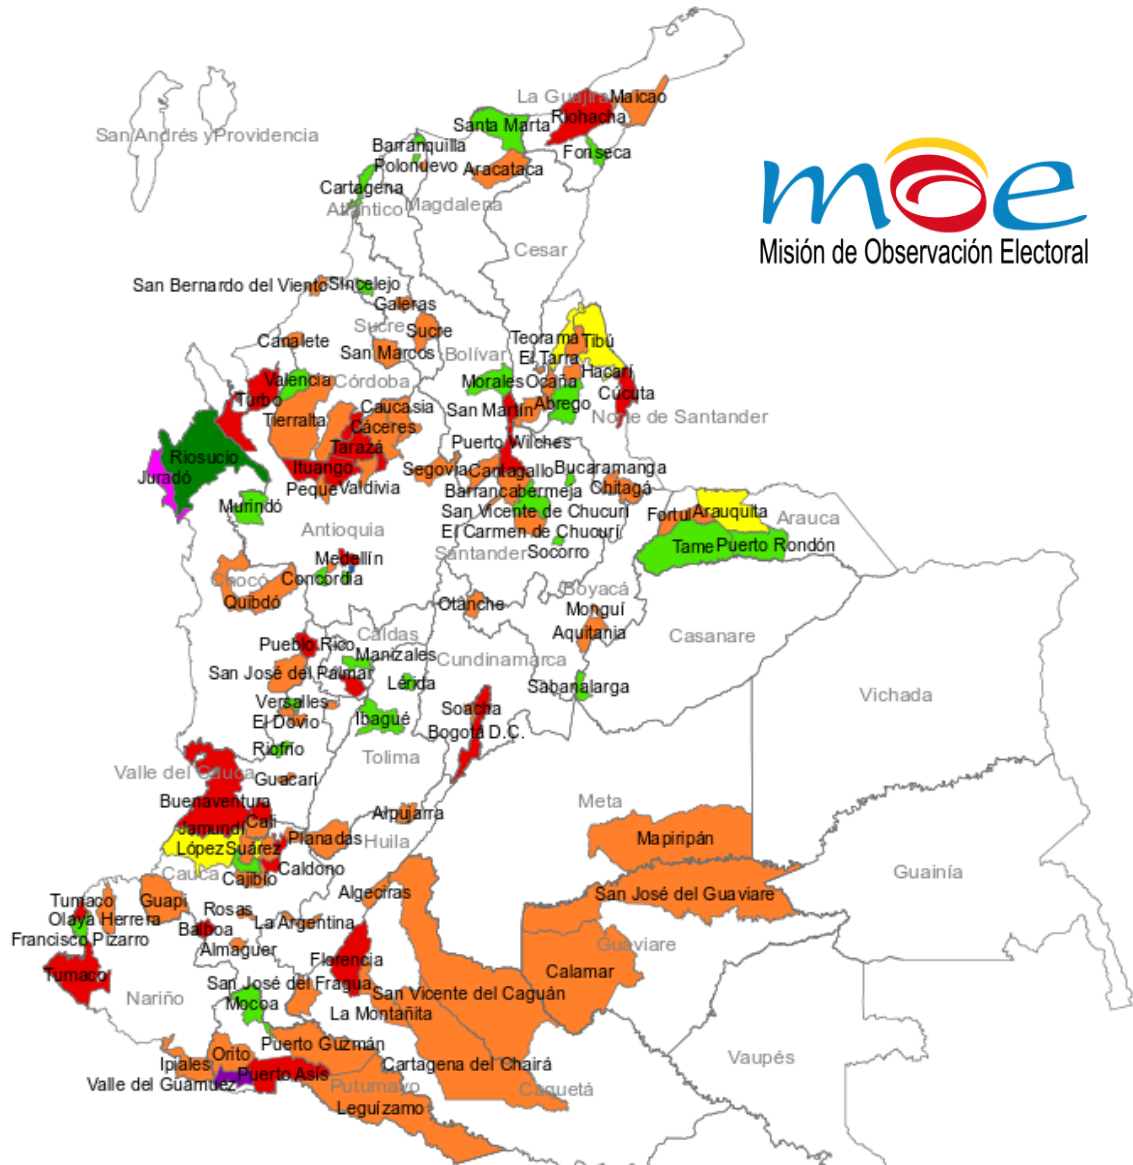 La Guajira
Maicao
Riohacha
Santa Marta
San Andrés y Providencia
Barranquilla
Fonseca
Polonuevo
Aracataca
Cartagena
Atlántico
Magdalena
moe
Misión de Observación Electoral
Cesar
San Bernardo del Viento
Sincelejo
Galeras
Sucre
Sucre
Canalete
San Marcos
Bolívar
Teorama
Tibú
El Tarra
Hacarí
Valencia
Córdoba
Morales
Ocaña
Cúcuta
Turbo
Caucasia
San Martín
Abrego
Norte de Santander
Tierralta
Cáceres
Tarazá
Puerto Wilches
Riosucio
Ituango
Segovia
Cantagallo
Bucaramanga
Juradó
Peque
Valdivia
Barrancabermeja
Chitagá
Murindó
San Vicente de Chucurí
Fortul
Arauquita
Arauca
Antioquia
El Carmen de Chucurí
Santander
Socorro
Tame
Puerto Rondón
Medellín
Chocó
Concordia
Boyacá
Quibdó
Otanche
Monguí
Aquitania
Casanare
Caldas
Pueblo Rico
Manizales
Cundinamarca
San José del Palmar
Lérida
Sabanalarga
Vichada
Versalles
Soacha
El Dovio
Ibagué
Bogotá D.C.
Riofrio
Tolima
Valle del Cauca
Guacarí
Buenaventura
Meta
Cali
Alpujarra
Jamundí
Planadas
Huila
Mapiripán
López
Suárez
Caldono
Cauca
Cajibío
Guainía
Algeciras
San José del Guaviare
Tumaco
Guapi
Rosas
Olaya Herrera
La Argentina
Balboa
Francisco Pizarro
Almaguer
Guaviare
Florencia
Tumaco
Calamar
San José del Fragua
Nariño
Mocoa
San Vicente del Caguán
La Montañita
Puerto Guzmán
Orito
Vaupés
Ipiales
Cartagena del Chairá
Puerto Asís
Valle del Guamuez
Putumayo
Caquetá
Leguízamo